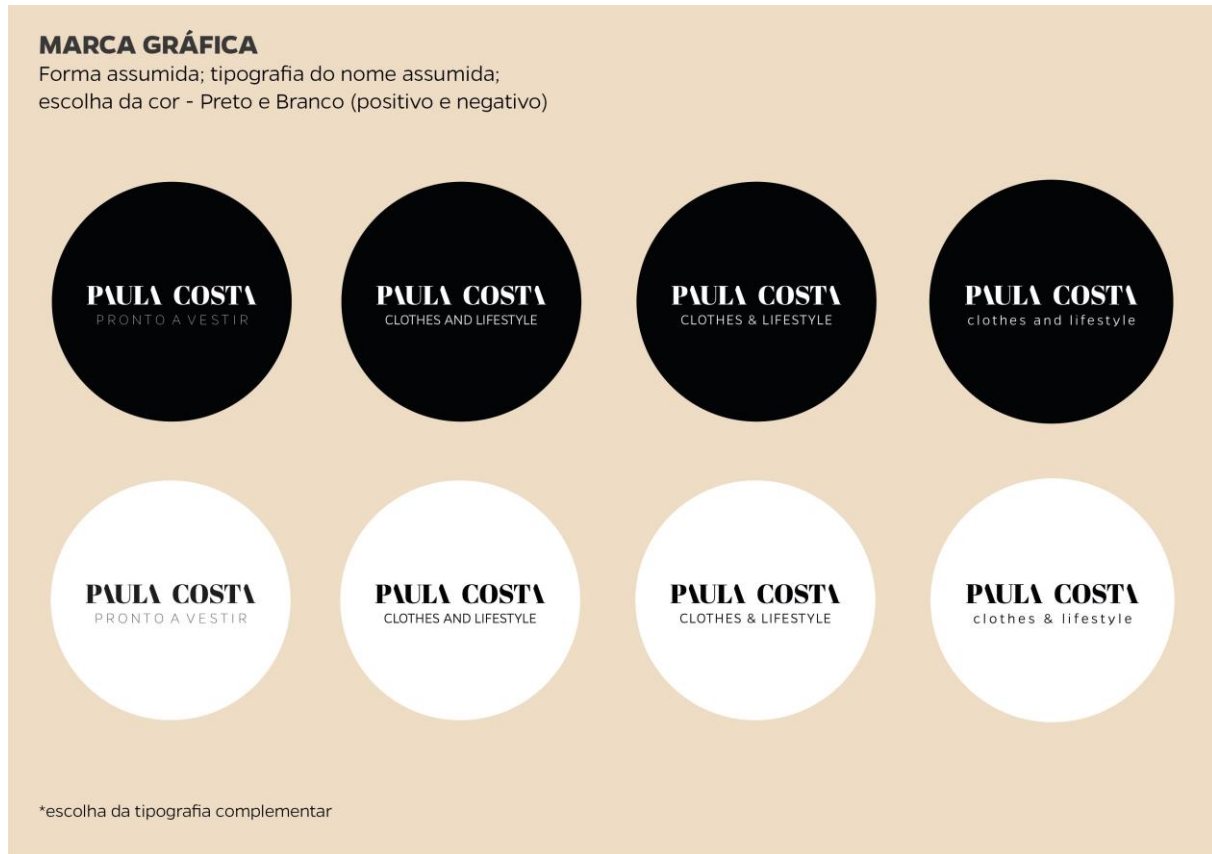 MARCA GRÁFICA
Forma assumida; tipografia do nome assumida;
escolha da cor - Preto e Branco (positivo e negativo)
PAULA COSTA
PRONTO A VESTIR
PAULA COSTA
CLOTHES AND LIFESTYLE
PAULA COSTA
CLOTHES & LIFESTYLE
PAULA COSTA
clothes and lifestyle
PAULA COSTA
PRONTO A VESTIR
PAULA COSTA
CLOTHES AND LIFESTYLE
PAULA COSTA
CLOTHES & LIFESTYLE
PAULA COSTA
clothes & lifestyle
*escolha da tipografia complementar